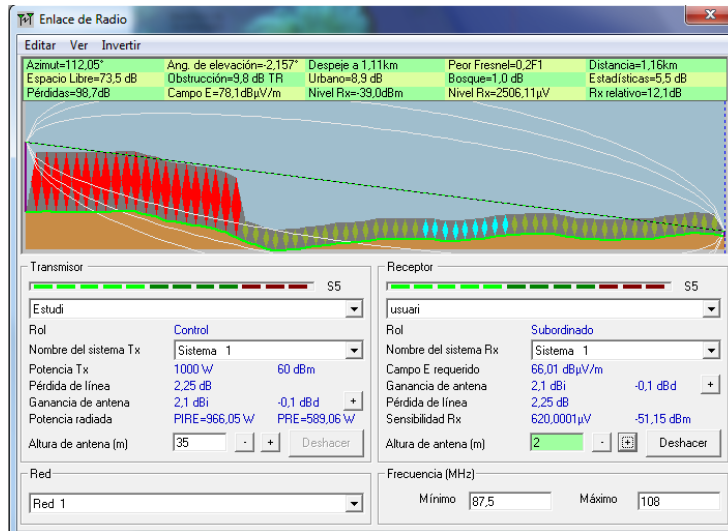 Enlace de Radio
Editar Ver Invertir
Azimut=112,05° Ang. de elevación=-2,157° Despeje a 1,11km Peor Fresnel=0,2F1 Distancia=1,16km
Espacio Libre=73,5 dB Obstrucción=9,8 dB TR Urbano=8,9 dB Bosque=1,0 dB Estadísticas=5,5 dB
Pérdidas=98,7dB Campo E=78,1dBµV/m Nivel Rx=-39,0dBm Nivel Rx=2506,11µV Rx relativo=12,1dB
Transmisor
S5
Estudi
Rol Control
Nombre del sistema Tx Sistema 1
Potencia Tx 1000 W 60 dBm
Pérdida de línea 2,25 dB
Ganancia de antena 2,1 dBi -0,1 dBd +
Potencia radiada PIRE=966,05 W PRE=589,06 W
Altura de antena (m) 35 - + Deshacer
Receptor
S5
usuari
Rol Subordinado
Nombre del sistema Rx Sistema 1
Campo E requerido 66,01 dBµV/m
Ganancia de antena 2,1 dBi -0,1 dBd +
Pérdida de línea 2,25 dB
Sensibilidad Rx 620,0001µV -51,15 dBm
Altura de antena (m) 2 - + Deshacer
Red
Red 1
Frecuencia (MHz)
Mínimo 87,5 Máximo 108